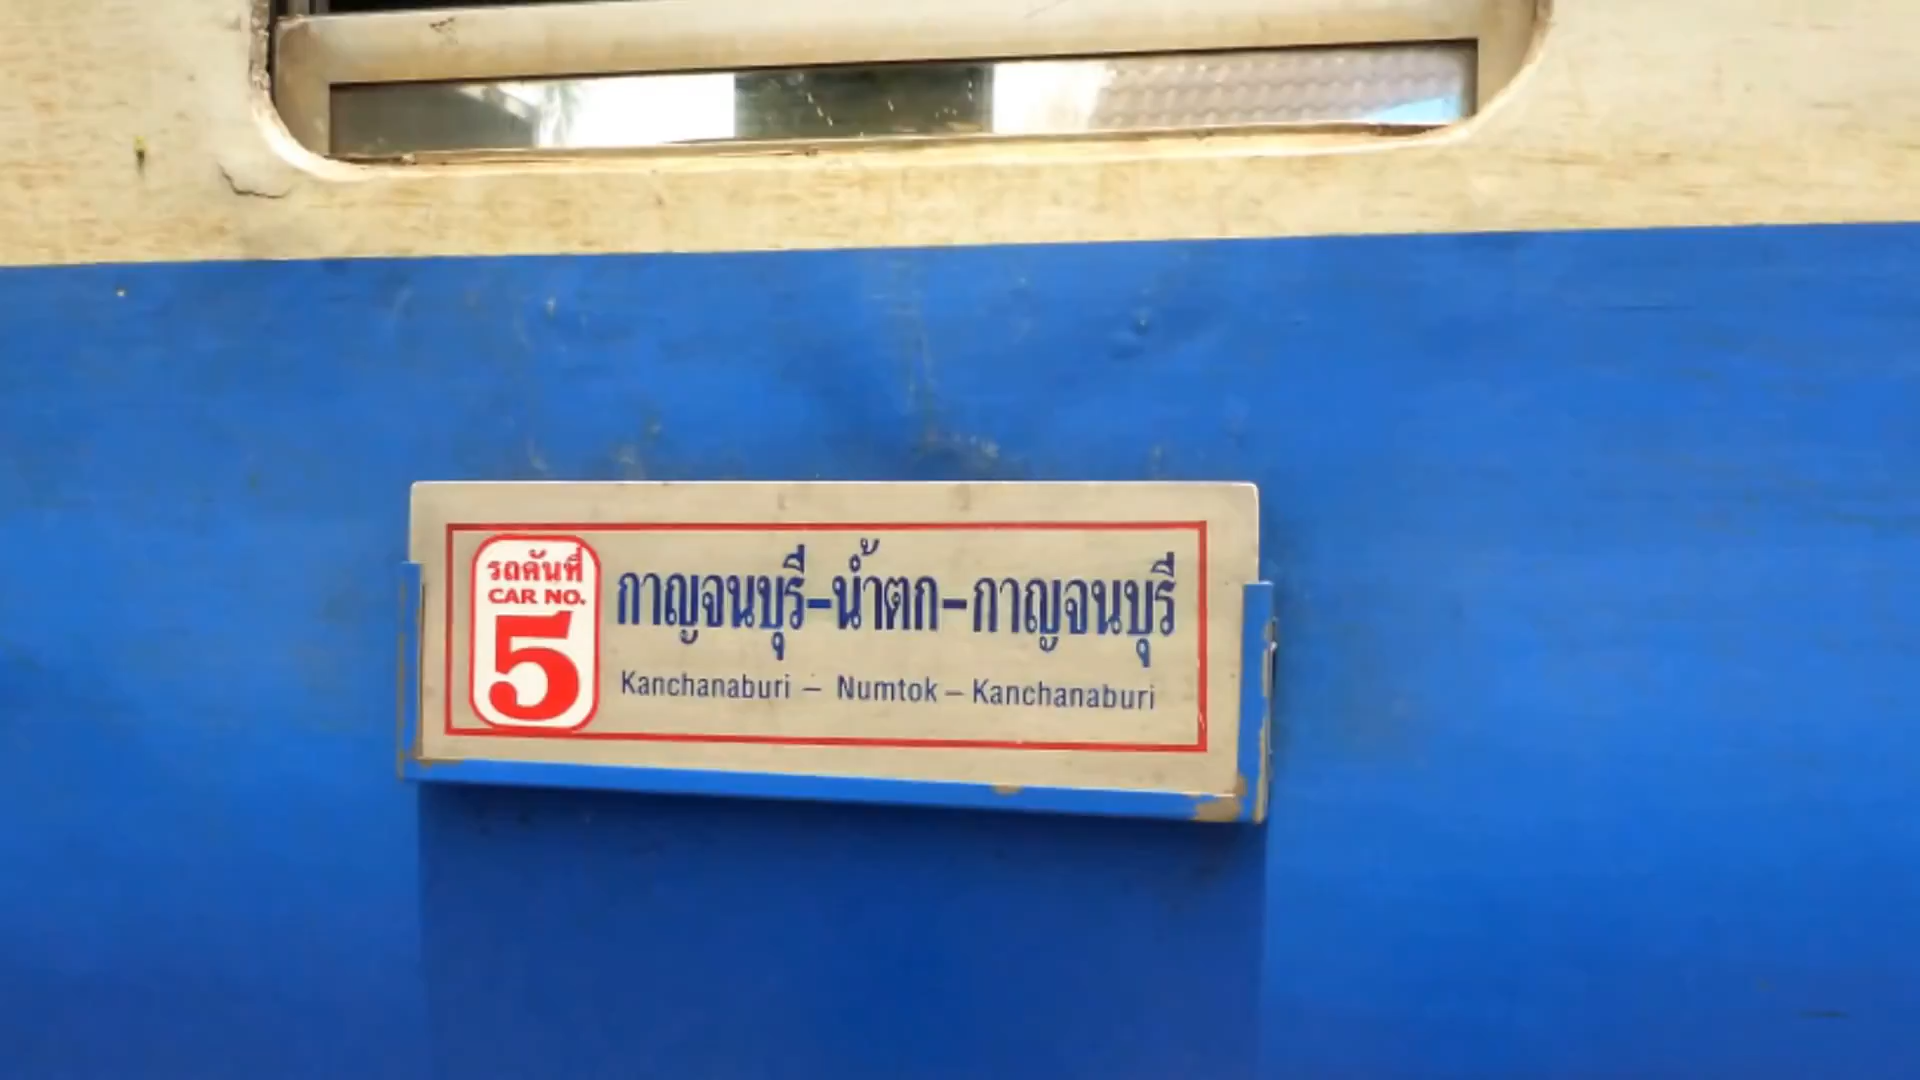 รถคันที่
CAR NO.
5
กาญจนบุรี-น้ำตก-กาญจนบุรี
Kanchanaburi – Numtok – Kanchanaburi